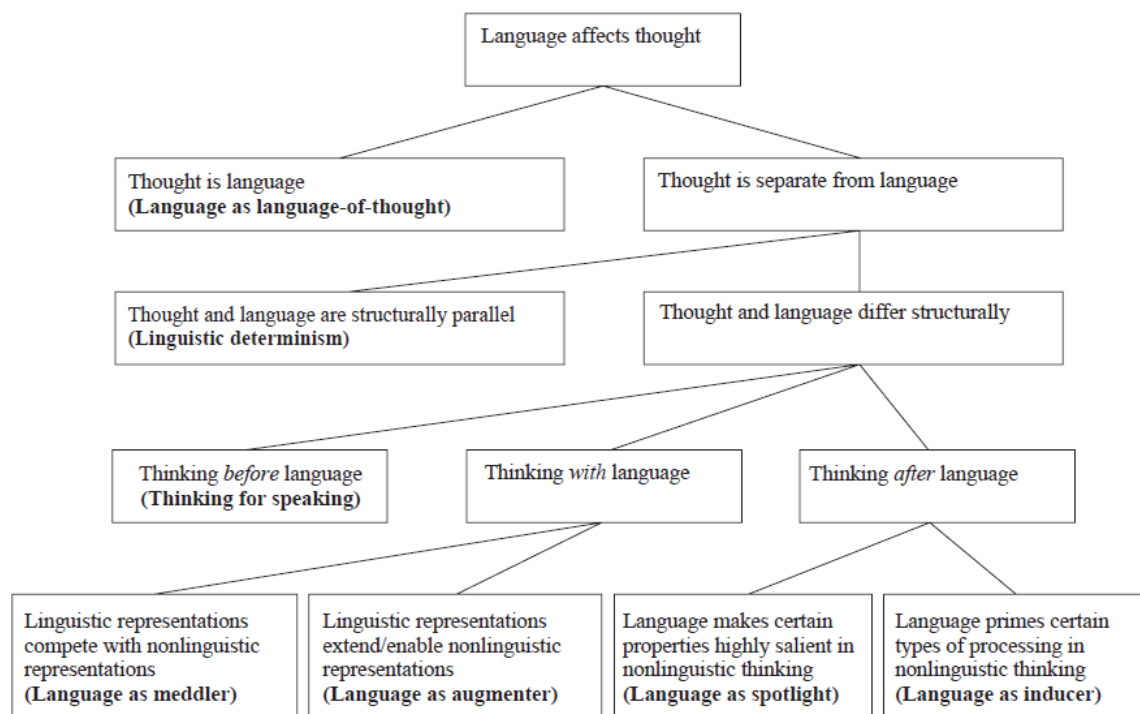 Language affects thought
Thought is language
(Language as language-of-thought)
Thought is separate from language
Thought and language are structurally parallel
(Linguistic determinism)
Thought and language differ structurally
Thinking before language
(Thinking for speaking)
Thinking with language
Thinking after language
Linguistic representations
compete with nonlinguistic
representations
(Language as meddler)
Linguistic representations
extend/enable nonlinguistic
representations
(Language as augmenter)
Language makes certain
properties highly salient in
nonlinguistic thinking
(Language as spotlight)
Language primes certain
types of processing in
nonlinguistic thinking
(Language as inducer)